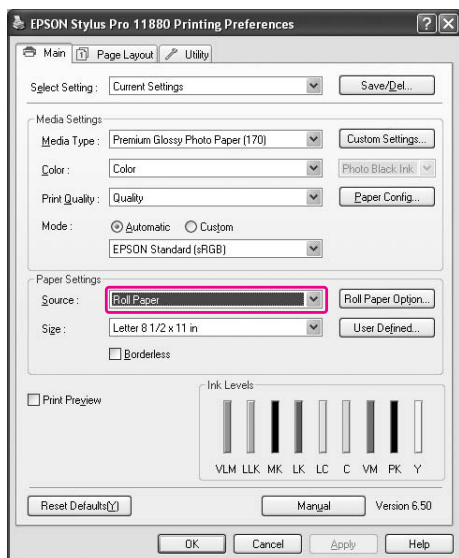 EPSON Stylus Pro 11880 Printing Preferences
Main Page Layout Utility
Select Setting : Current Settings Save/Del...
Media Settings
Media Type : Premium Glossy Photo Paper (170) Custom Settings...
Color : Color Photo Black Ink
Print Quality : Quality Paper Config...
Mode : Automatic Custom
EPSON Standard (sRGB)
Paper Settings
Source : Roll Paper Roll Paper Option...
Size : Letter 8 1/2 x 11 in User Defined...
Borderless
Print Preview
Ink Levels
VLM LLK MK LK LC C VM PK Y
Reset Defaults(Y) Manual Version 6.50
OK Cancel Apply Help